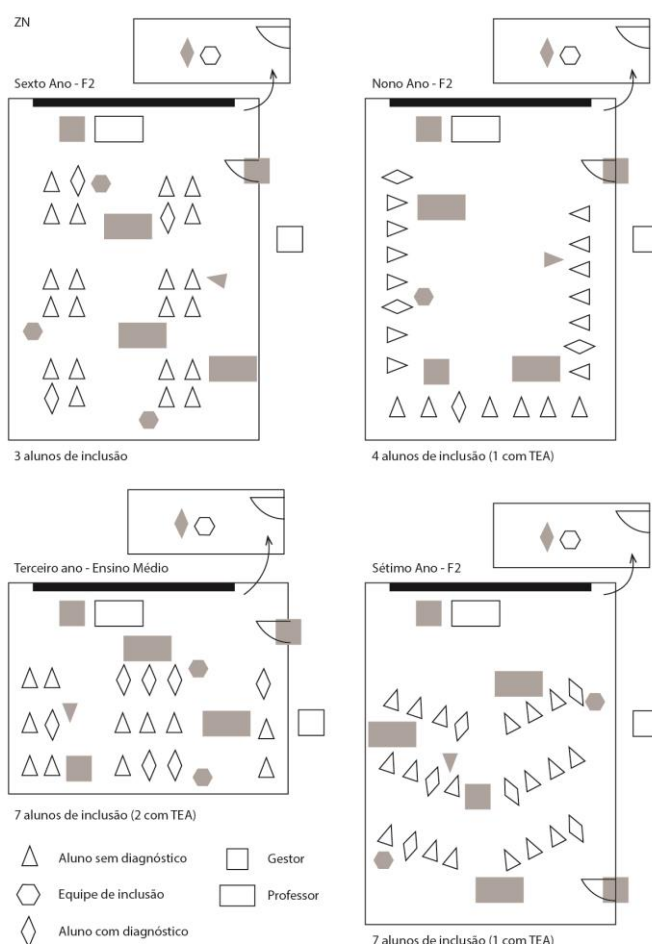 ZN
Sexto Ano - F2
Nono Ano - F2
3 alunos de inclusão
4 alunos de inclusão (1 com TEA)
Terceiro ano - Ensino Médio
Sétimo Ano - F2
7 alunos de inclusão (2 com TEA)
Aluno sem diagnóstico
Gestor
Equipe de inclusão
Professor
Aluno com diagnóstico
7 alunos de inclusão (1 com TEA)